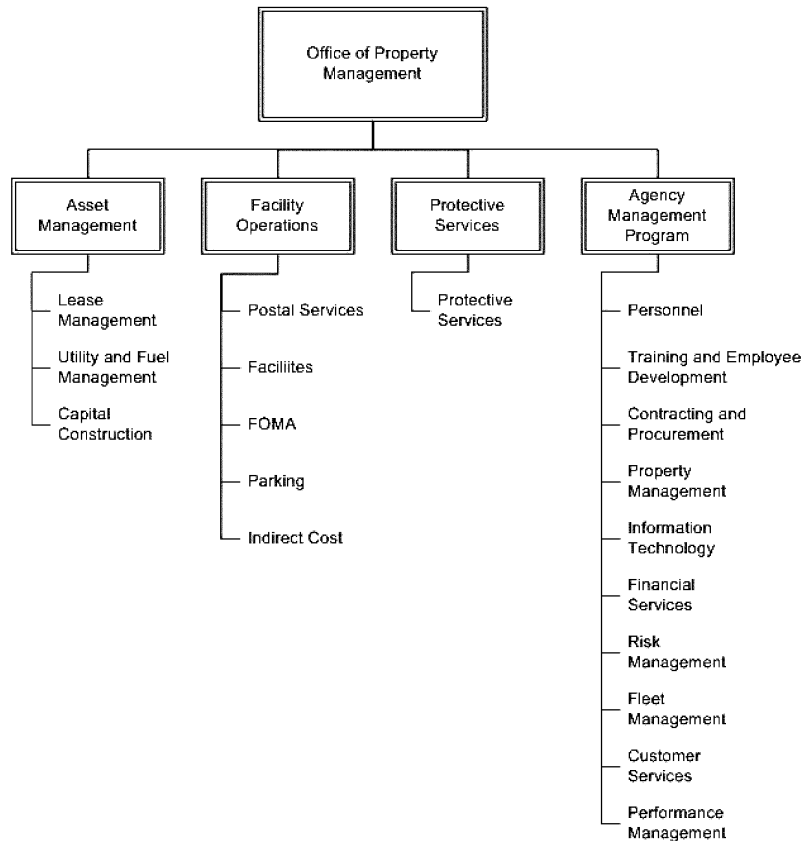 Office of Property
Management
Asset
Management
Facility
Operations
Protective
Services
Agency
Management
Program
Lease
Management
Utility and Fuel
Management
Capital
Construction
Postal Services
Faciliites
FOMA
Parking
Indirect Cost
Protective
Services
Personnel
Training and Employee
Development
Contracting and
Procurement
Property
Management
Information
Technology
Financial
Services
Risk
Management
Fleet
Management
Customer
Services
Performance
Management